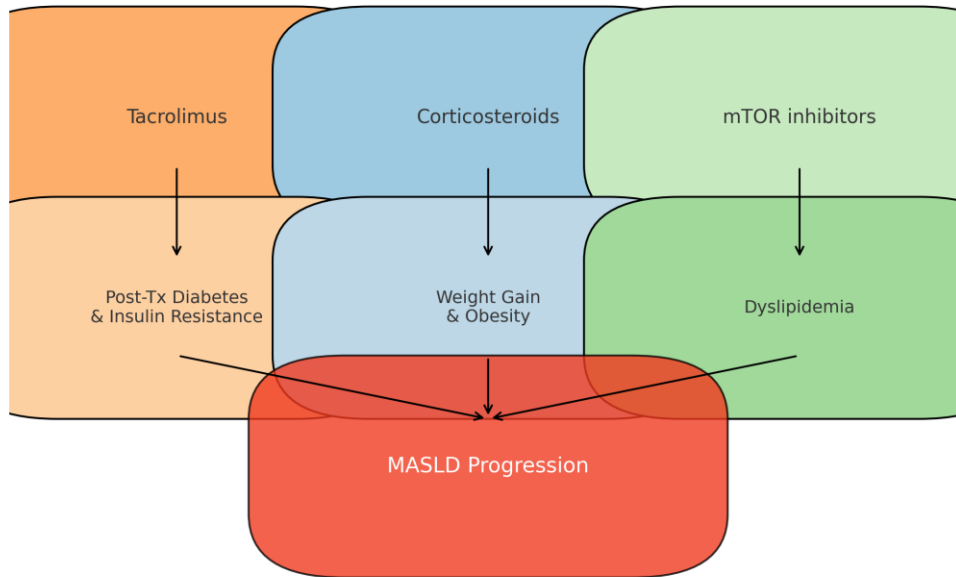 Tacrolimus
Corticosteroids
mTOR inhibitors
Post-Tx Diabetes
& Insulin Resistance
Weight Gain
& Obesity
Dyslipidemia
MASLD Progression